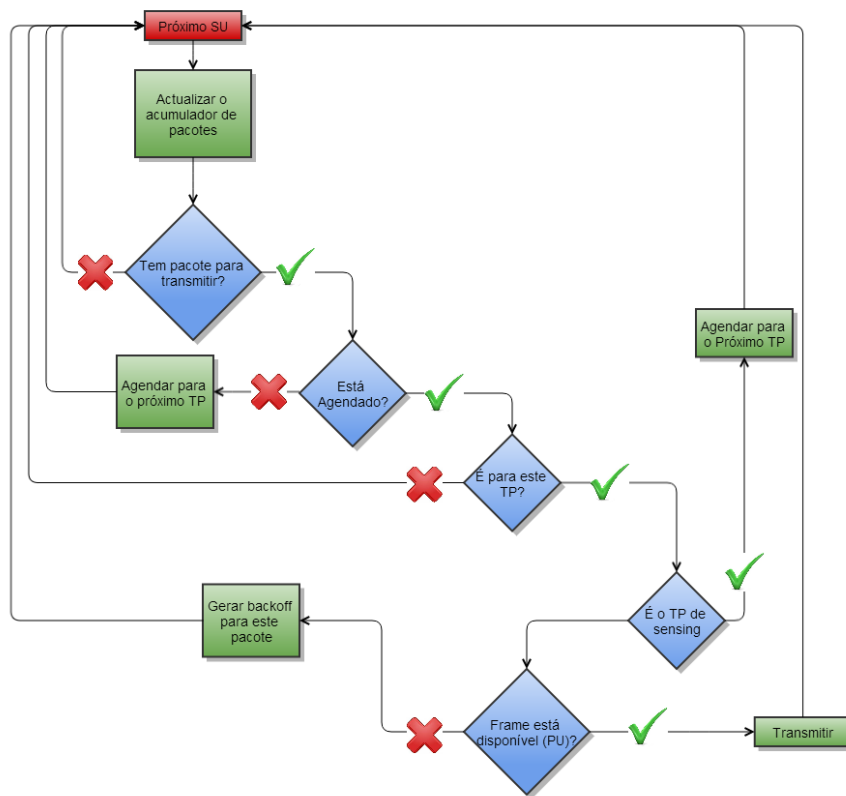 Próximo SU
Actualizar o
acumulador de
pacotes
Tem pacote para
transmitir?
Agendar para
o Próximo TP
Agendar para
o próximo TP
Está
Agendado?
É para este
TP?
Gerar backoff
para este
pacote
É o TP de
sensing
Frame está
disponível (PU)?
Transmitir